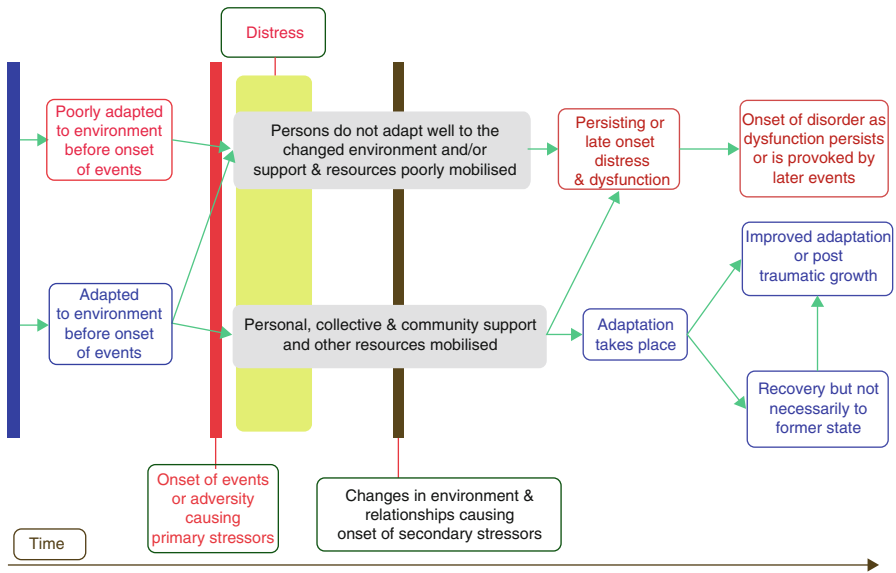 Distress
Poorly adapted
to environment
before onset
of events
Persons do not adapt well to the
changed environment and/or
support & resources poorly mobilised
Persisting or
late onset
distress
& dysfunction
Onset of disorder as
dysfunction persists
or is provoked by
later events
Adapted
to environment
before onset
of events
Personal, collective & community support
and other resources mobilised
Adaptation
takes place
Improved adaptation
or post
traumatic growth
Recovery but not
necessarily to
former state
Onset of events
or adversity
causing
primary stressors
Changes in environment &
relationships causing
onset of secondary stressors
Time